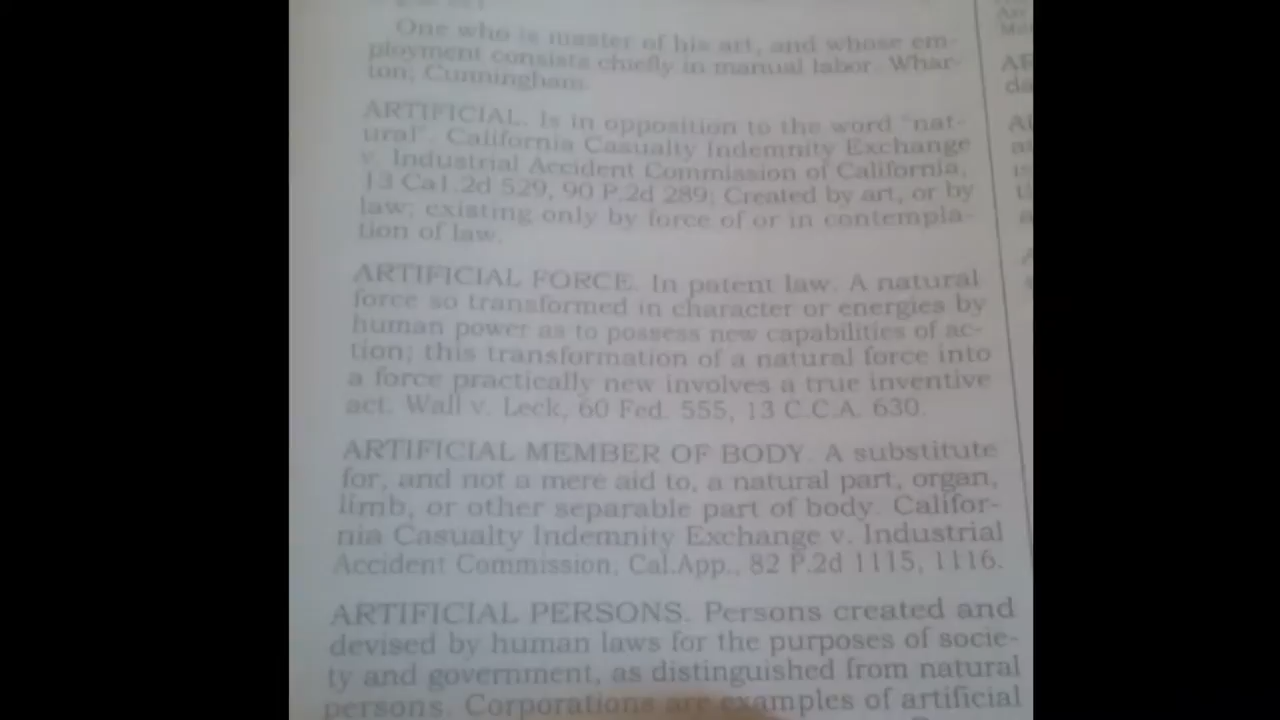 One who is master of his art, and whose em-
ployment consists chiefly in manual labor. Whar-
ton; Cunningham.
ARTIFICIAL. Is in opposition to the word "nat-
ural". California Casualty Indemnity Exchange
v. Industrial Accident Commission of California,
13 Cal.2d 529, 90 P.2d 289; Created by art, or by
law; existing only by force of or in contempla-
tion of law.
ARTIFICIAL FORCE. In patent law. A natural
force so transformed in character or energies by
human power as to possess new capabilities of ac-
tion; this transformation of a natural force into
a force practically new involves a true inventive
act. Wall v. Leck, 60 Fed. 555, 13 C.C.A. 630.
ARTIFICIAL MEMBER OF BODY. A substitute
for, and not a mere aid to, a natural part, organ,
limb, or other separable part of body. Califor-
nia Casualty Indemnity Exchange v. Industrial
Accident Commission, Cal.App., 82 P.2d 1115, 1116.
ARTIFICIAL PERSONS. Persons created and
devised by human laws for the purposes of socie-
ty and government, as distinguished from natural
persons. Corporations are examples of artificial